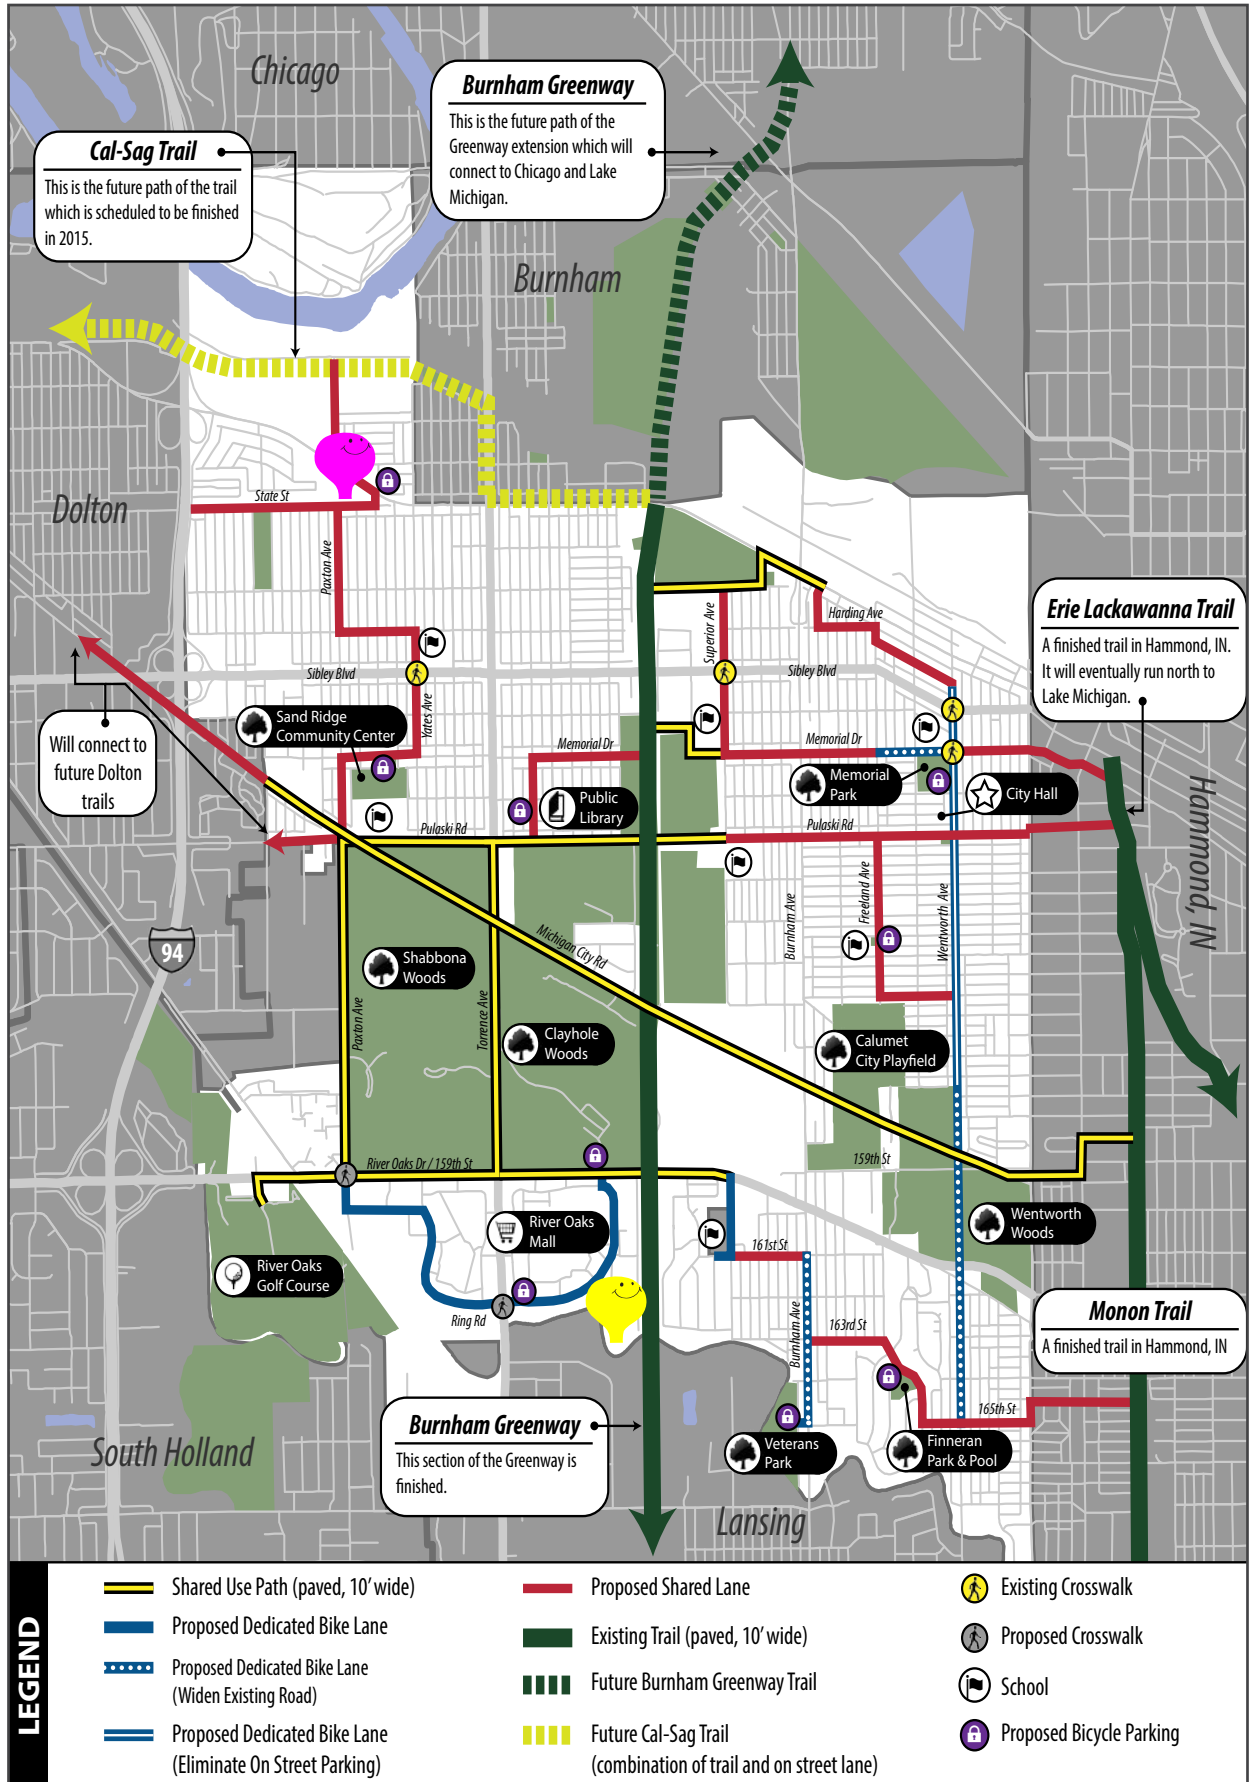 Chicago
Burnham Greenway
This is the future path of the
Greenway extension which will
connect to Chicago and Lake
Michigan.
Cal-Sag Trail
This is the future path of the trail
which is scheduled to be finished
in 2015.
Burnham
Dolton
State St
Paxton Ave
Superior Ave
Harding Ave
Erie Lackawanna Trail
A finished trail in Hammond, IN.
It will eventually run north to
Lake Michigan.
Sibley Blvd
Sibley Blvd
Yates Ave
Sand Ridge
Community Center
Will connect to
future Dolton
trails
Memorial Dr
Memorial Dr
Memorial
Park
City Hall
Public
Library
Hammond, IN
Pulaski Rd
Pulaski Rd
Burnham Ave
Freeland Ave
Wentworth Ave
94
Shabbona
Woods
Michigan City Rd
Paxton Ave
Torrence Ave
Clayhole
Woods
Calumet
City Playfield
River Oaks Dr / 159th St
159th St
River Oaks
Mall
Wentworth
Woods
161st St
River Oaks
Golf Course
Ring Rd
Burnham Ave
163rd St
Monon Trail
A finished trail in Hammond, IN
165th St
Burnham Greenway
This section of the Greenway is
finished.
South Holland
Veterans
Park
Finneran
Park & Pool
Lansing
LEGEND
Shared Use Path (paved, 10' wide)
Proposed Dedicated Bike Lane
Proposed Dedicated Bike Lane
(Widen Existing Road)
Proposed Dedicated Bike Lane
(Eliminate On Street Parking)
Proposed Shared Lane
Existing Trail (paved, 10' wide)
Future Burnham Greenway Trail
Future Cal-Sag Trail
(combination of trail and on street lane)
Existing Crosswalk
Proposed Crosswalk
School
Proposed Bicycle Parking